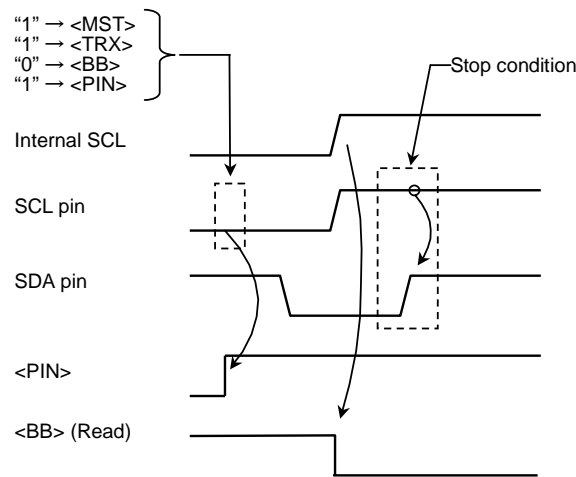 “1” → <MST>
“1” → <TRX>
“0” → <BB>
“1” → <PIN>
Stop condition
Internal SCL
SCL pin
SDA pin
<PIN>
<BB> (Read)